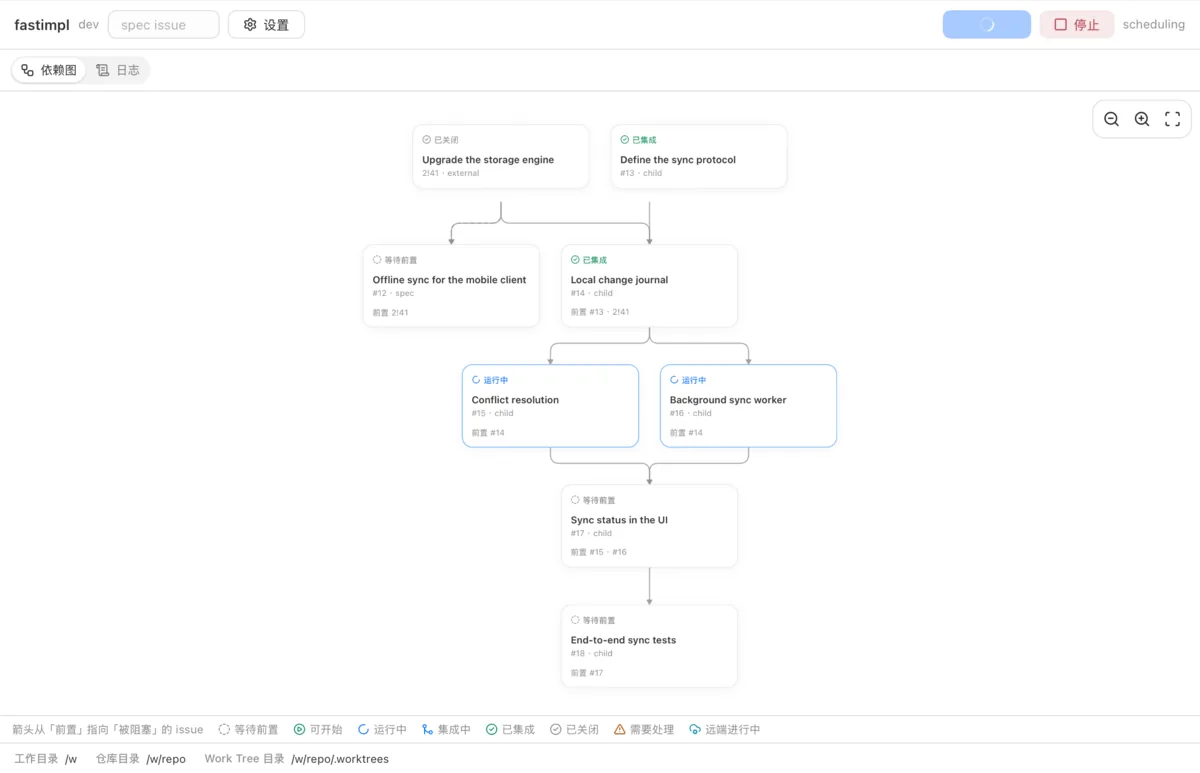 fastimpl dev spec issue 设置 停止 scheduling
依赖图 日志
已关闭
Upgrade the storage engine
2!41 · external
已集成
Define the sync protocol
#13 · child
等待前置
Offline sync for the mobile client
#12 · spec
前置 2!41
已集成
Local change journal
#14 · child
前置 #13 · 2!41
运行中
Conflict resolution
#15 · child
前置 #14
运行中
Background sync worker
#16 · child
前置 #14
等待前置
Sync status in the UI
#17 · child
前置 #15 · #16
等待前置
End-to-end sync tests
#18 · child
前置 #17
箭头从「前置」指向「被阻塞」的 issue 等待前置 可开始 运行中 集成中 已集成 已关闭 需要处理 远端进行中
工作目录 /w 仓库目录 /w/repo Work Tree 目录 /w/repo/.worktrees